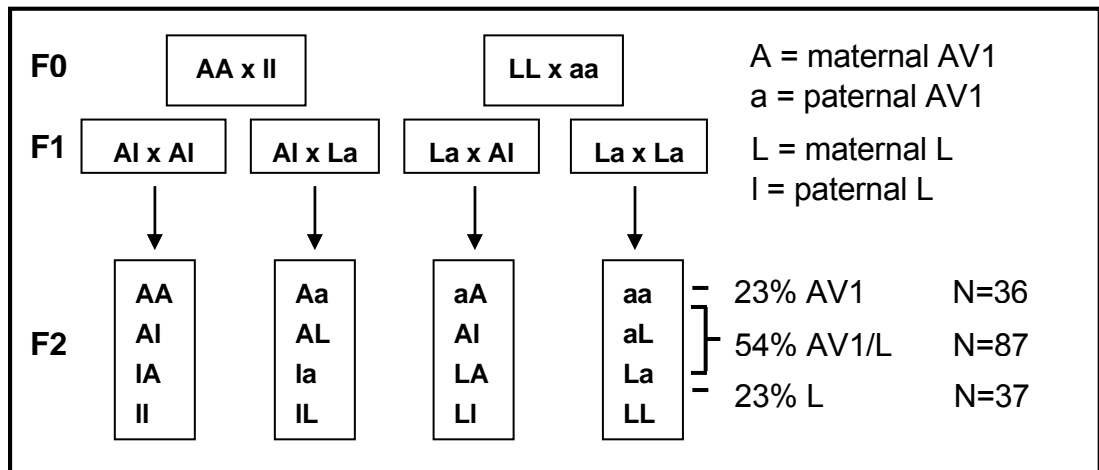 F0 AA x ll LL x aa
A = maternal AV1
a = paternal AV1
F1 Al x Al Al x La La x Al La x La
L = maternal L
l = paternal L
F2
AA Aa aA aa 23% AV1 N=36
Al AL Al aL
54% AV1/L N=87
lA la LA La
23% L N=37
ll lL Ll LL